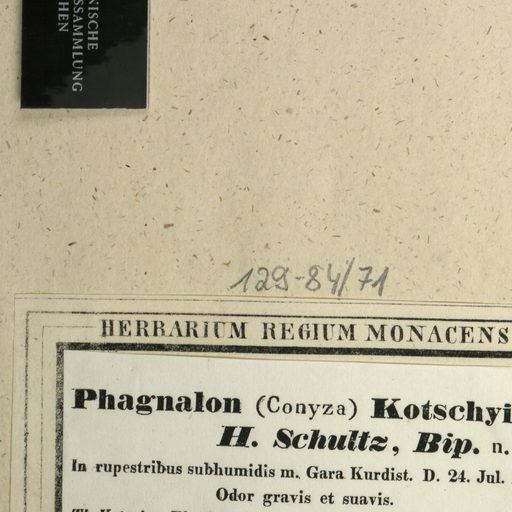 NISCHE
SSAMMLUNG
HEN
129-84/71
HERBARIUM REGIUM MONACENS
Phagnalon (Conyza) Kotschyi
H. Schultz, Bip. n.
In rupestribus subhumidis m. Gara Kurdist. D. 24. Jul.
Odor gravis et suavis.